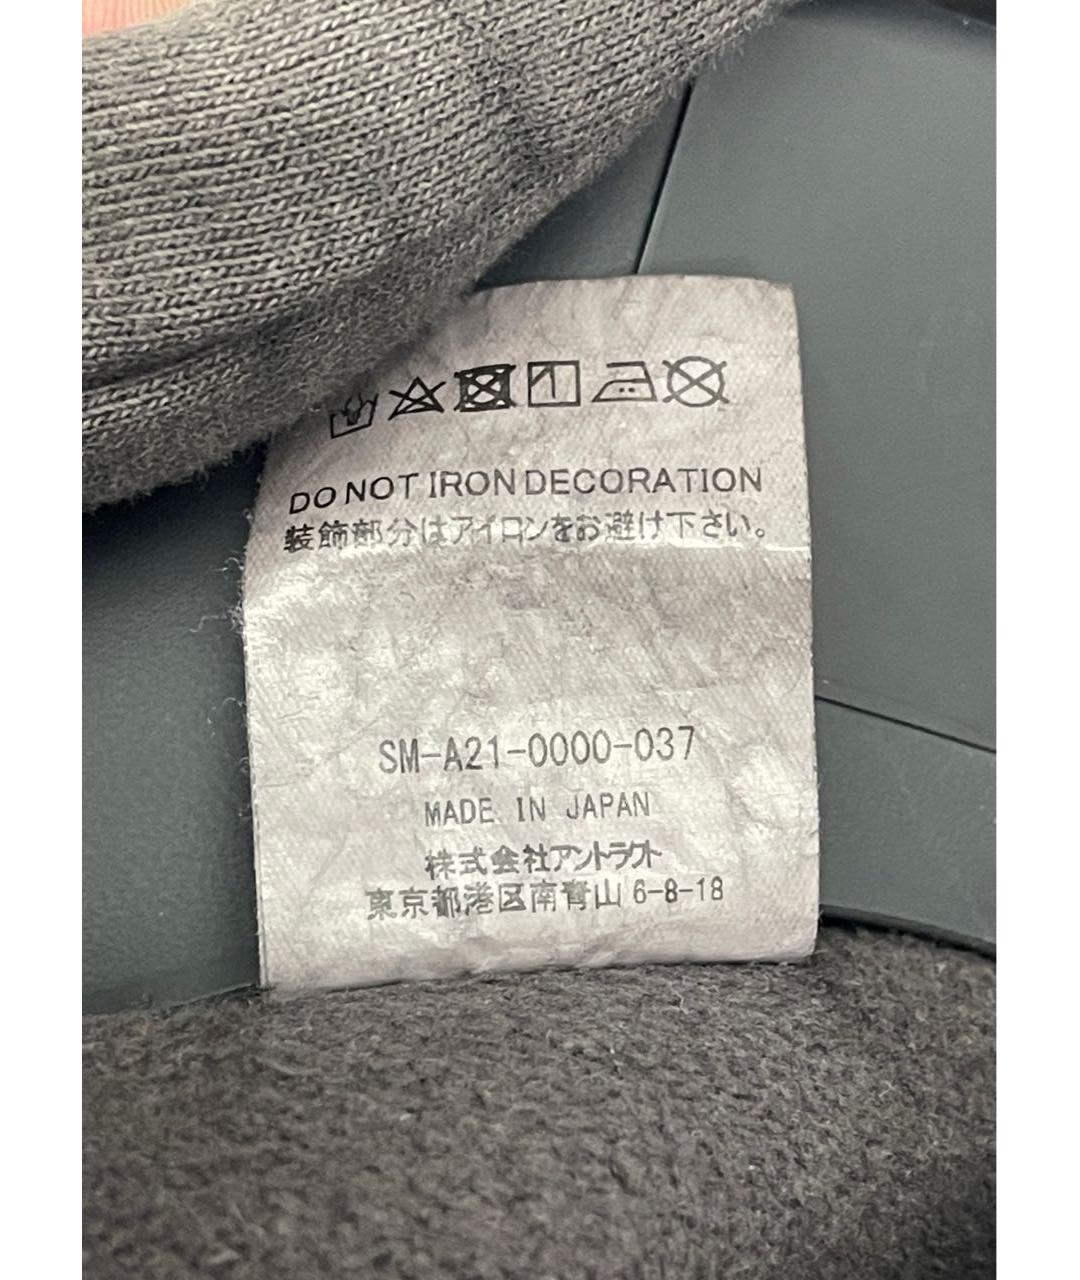 DO NOT IRON DECORATION
装飾部分はアイロンをお避け下さい。
SM-A21-0000-037
MADE IN JAPAN
株式会社アントラクト
東京都港区南青山6-8-18